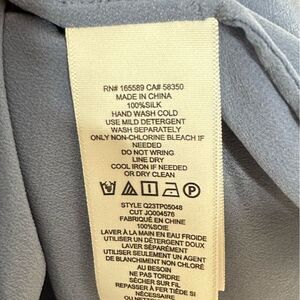 RN# 165589 CA# 58350
MADE IN CHINA
100%SILK
HAND WASH COLD
USE MILD DETERGENT
WASH SEPARATELY
ONLY NON-CHLORINE BLEACH IF
NEEDED
DO NOT WRING
LINE DRY
COOL IRON IF NEEDED
OR DRY CLEAN
STYLE Q23TP05048
CUT JO004576
FABRIQUÉ EN CHINE
100%SOIE
LAVER À LA MAIN EN EAU FROIDE
UTILISER UN DÉTERGENT DOUX
LAVER SÉPARÉMENT
UTILISER SEULEMENT UN AGENT
DE BLANCHIMENT NON CHLORÉ
AU BESOIN
NE PAS TORDRE
SÉCHER SUR FIL
REPASSER À FER TIÈDE SI
NÉCESSAIRE
OU NETTOYER